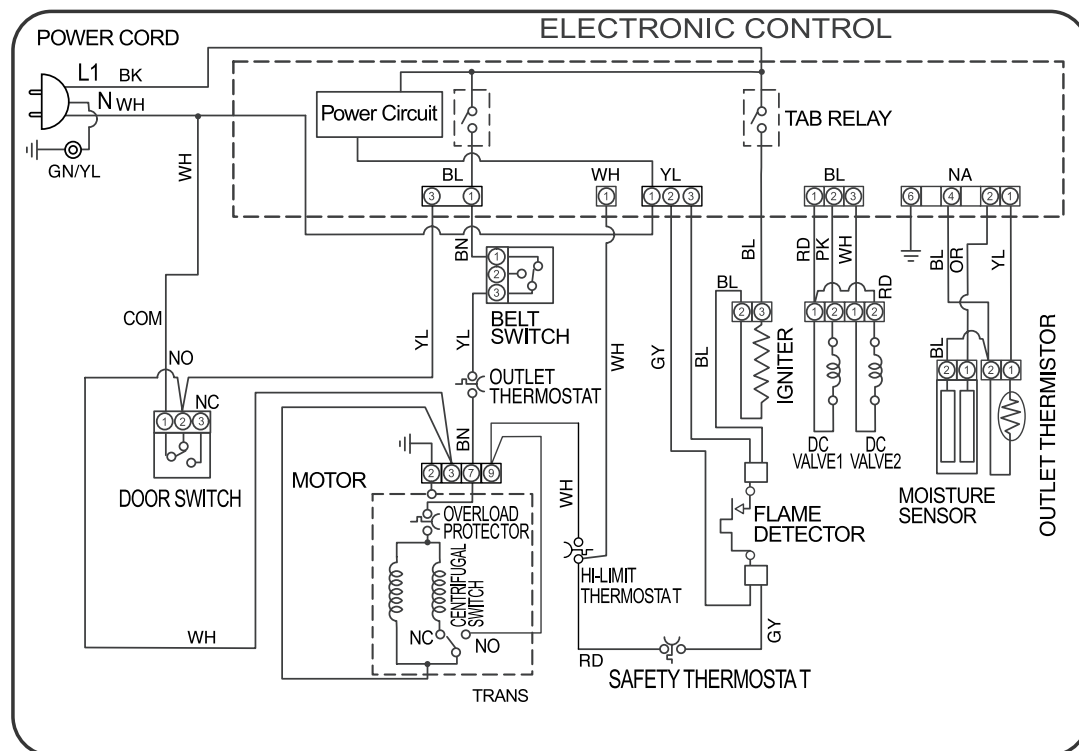 ELECTRONIC CONTROL
POWER CORD
L1 BK
N WH
GN/YL
Power Circuit
TAB RELAY
WH
BL
3 1
WH
1
YL
1 2 3
BL
1 2 3
NA
6 4 2 1
BN
BL
RD
PK
WH
BL
OR
YL
1
2
3
BELT
SWITCH
BL
2 3
RD
1 2 1 2
COM
NO
NC
1 2 3
DOOR SWITCH
YL
YL
OUTLET
THERMOSTAT
BN
WH
GY
BL
IGNITER
DC
VALVE1
DC
VALVE2
BL
2 1
2 1
MOISTURE
SENSOR
OUTLET THERMISTOR
MOTOR
2 3 7 9
OVERLOAD
PROTECTOR
CENTRIFUGAL
SWITCH
NC
NO
TRANS
WH
WH
HI-LIMIT
THERMOSTAT
FLAME
DETECTOR
RD
GY
SAFETY THERMOSTAT